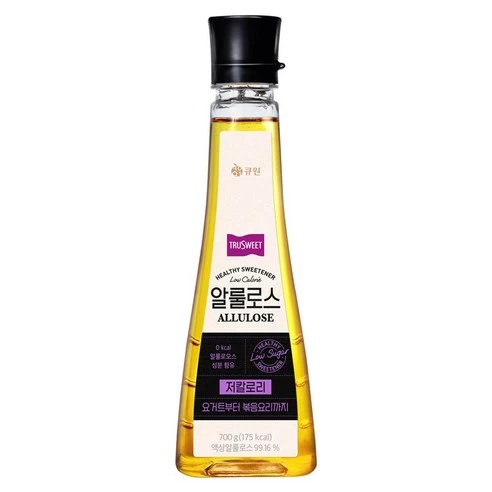 큐원
TRUSWEET
HEALTHY SWEETENER
Low Calorie
알룰로스
ALLULOSE
0 kcal
알룰로오스
성분 함유
HEALTHY
Low Sugar
SWEETENER
저칼로리
요거트부터 볶음요리까지
700 g(175 kcal)
액상알룰로스 99.16 %